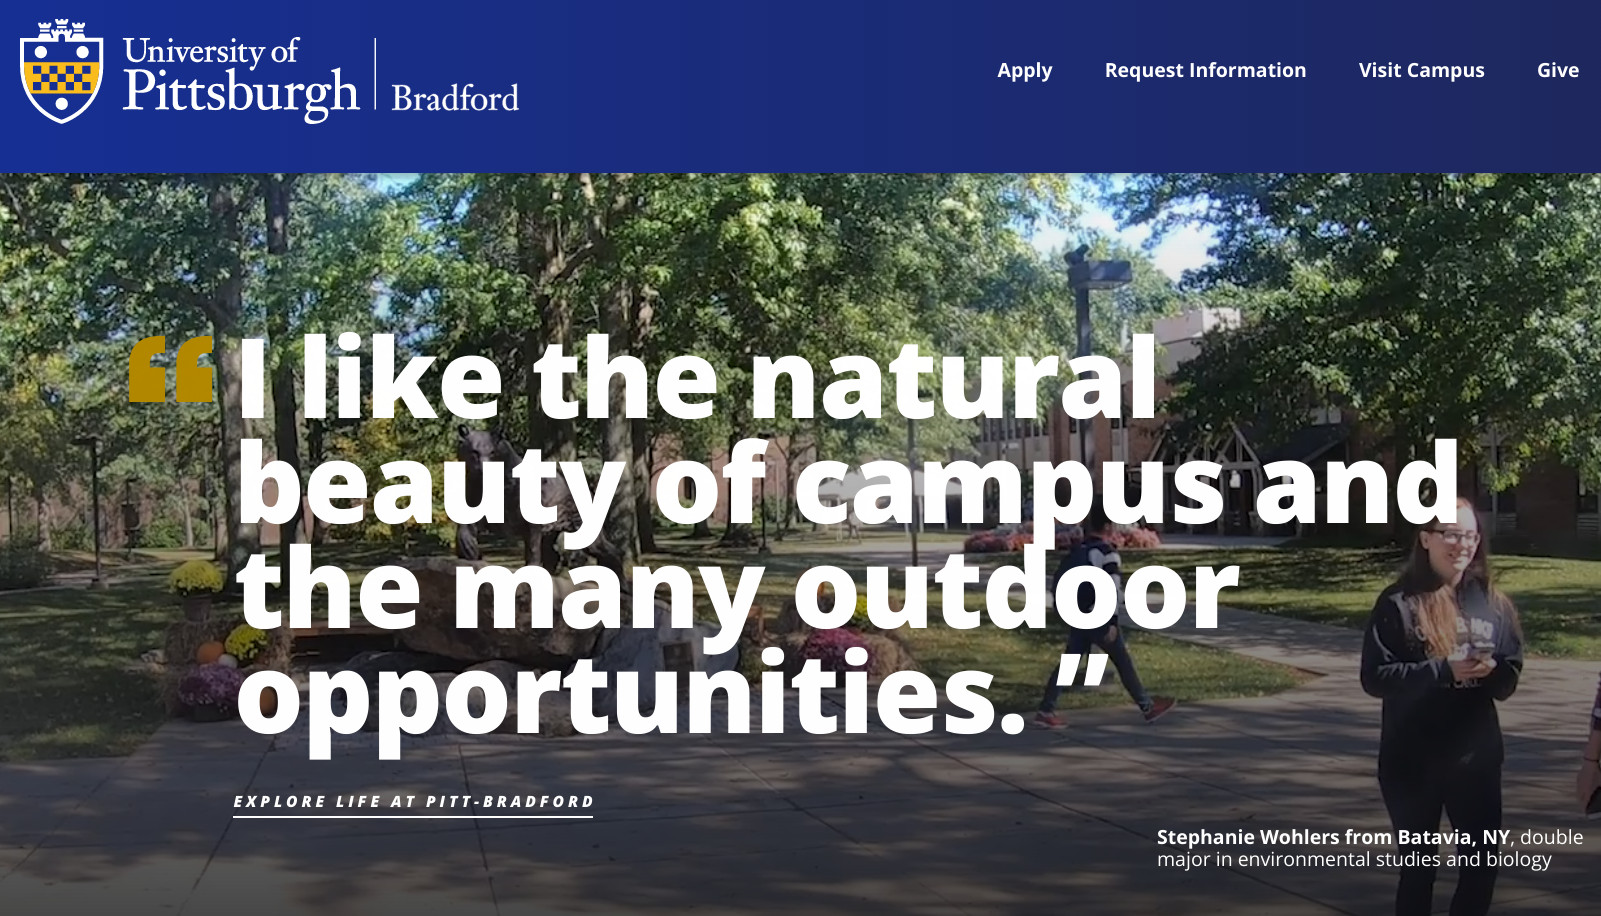 University of
Pittsburgh
Bradford
Apply
Request Information
Visit Campus
Give
“I like the natural
beauty of campus and
the many outdoor
opportunities. ”
EXPLORE LIFE AT PITT-BRADFORD
Stephanie Wohlers from Batavia, NY, double
major in environmental studies and biology